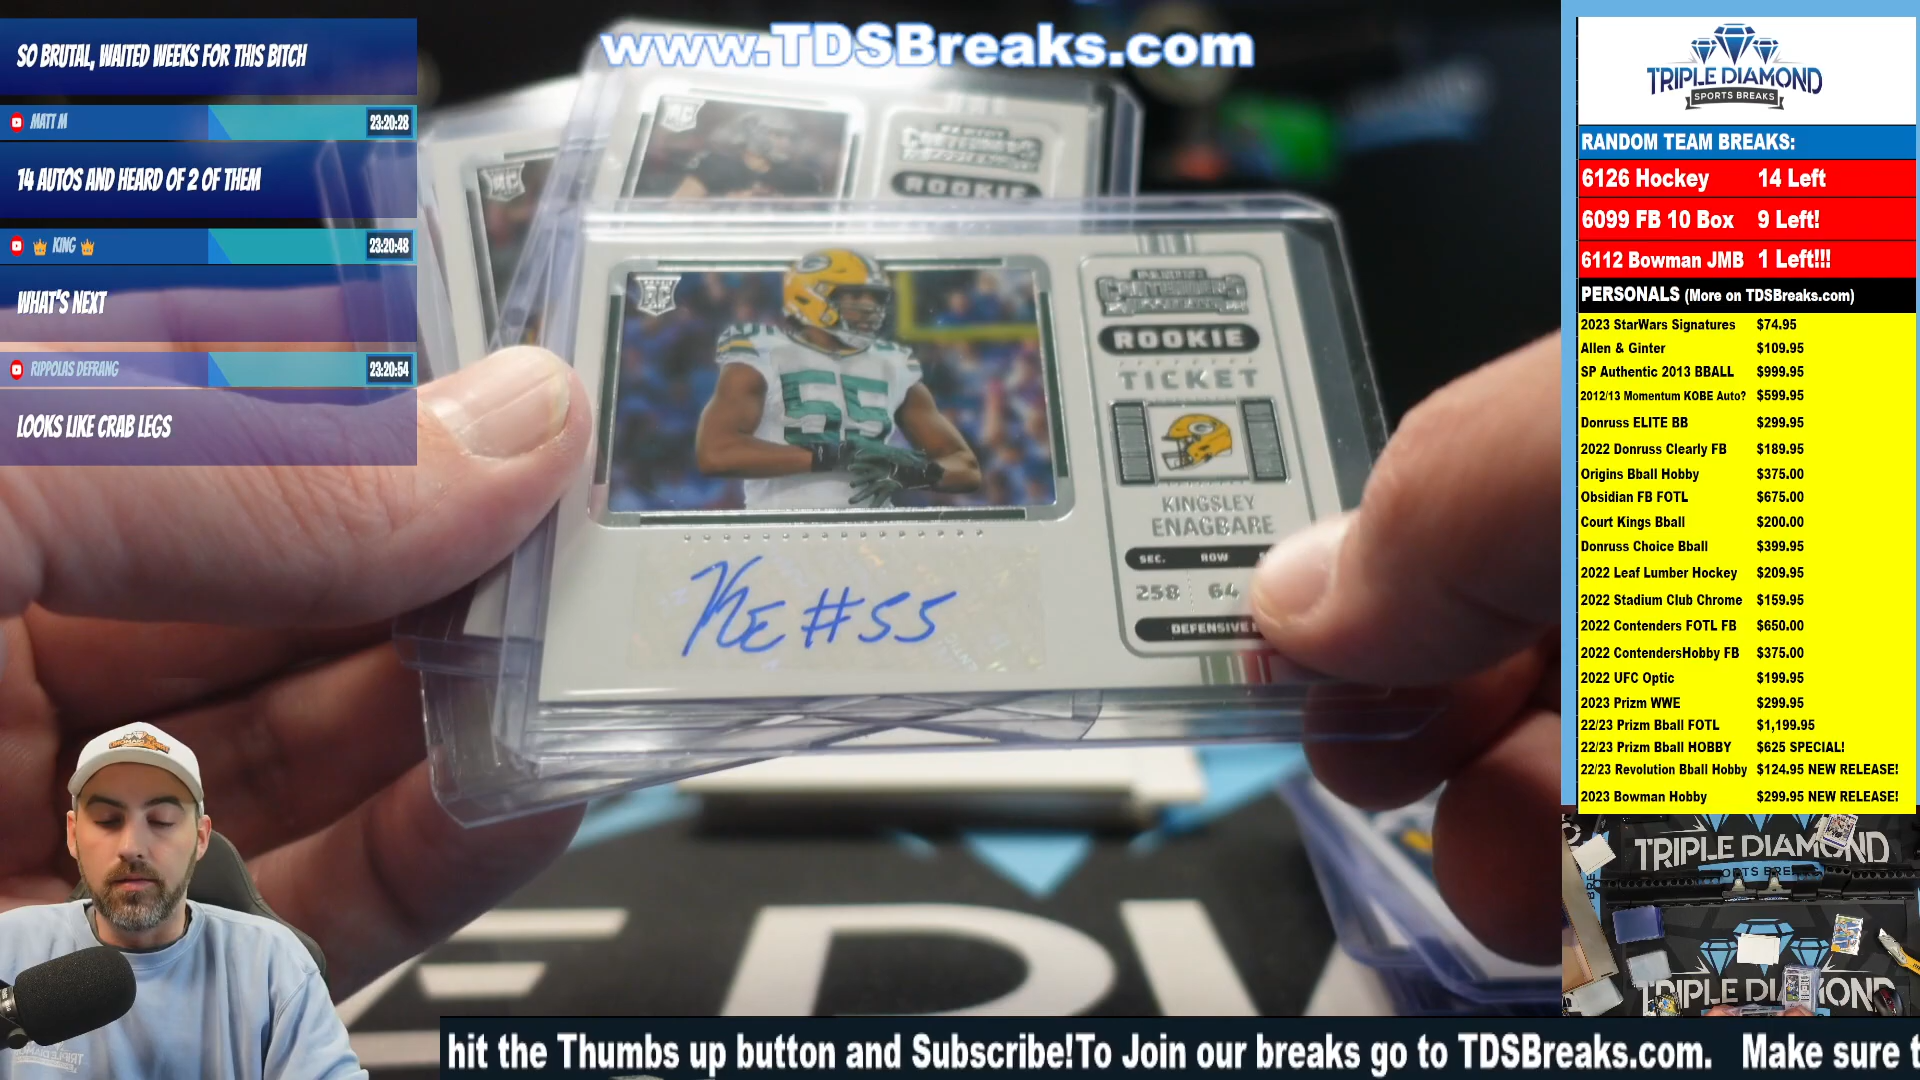 SO BRUTAL, WAITED WEEKS FOR THIS BITCH
MATT M
23:20:28
14 AUTOS AND HEARD OF 2 OF THEM
KING
23:20:48
WHAT'S NEXT
RIPPOLAS DEFRANG
23:20:54
LOOKS LIKE CRAB LEGS
www.TDSBreaks.com
ROOKIE
RC
CONTENDERS
ROOKIE
TICKET
KINGSLEY
ENAGBARE
SEC. ROW
258 64
DEFENSIVE
KE #55
55
TRIPLE DIAMOND
SPORTS BREAKS
RANDOM TEAM BREAKS:
6126 Hockey 14 Left
6099 FB 10 Box 9 Left!
6112 Bowman JMB 1 Left!!!
PERSONALS (More on TDSBreaks.com)
2023 StarWars Signatures $74.95
Allen & Ginter $109.95
SP Authentic 2013 BBALL $999.95
2012/13 Momentum KOBE Auto? $599.95
Donruss ELITE BB $299.95
2022 Donruss Clearly FB $189.95
Origins Bball Hobby $375.00
Obsidian FB FOTL $675.00
Court Kings Bball $200.00
Donruss Choice Bball $399.95
2022 Leaf Lumber Hockey $209.95
2022 Stadium Club Chrome $159.95
2022 Contenders FOTL FB $650.00
2022 ContendersHobby FB $375.00
2022 UFC Optic $199.95
2023 Prizm WWE $299.95
22/23 Prizm Bball FOTL $1,199.95
22/23 Prizm Bball HOBBY $625 SPECIAL!
22/23 Revolution Bball Hobby $124.95 NEW RELEASE!
2023 Bowman Hobby $299.95 NEW RELEASE!
TRIPLE DIAMOND
TRIPLE DIAMOND
hit the Thumbs up button and Subscribe!To Join our breaks go to TDSBreaks.com. Make sure t